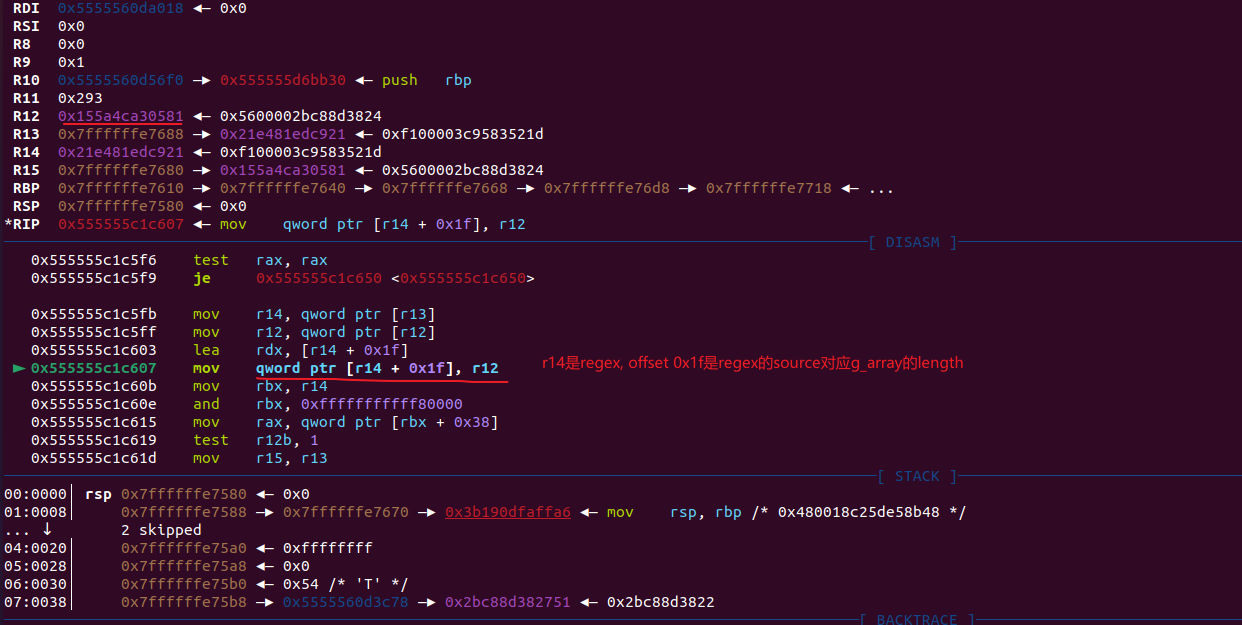 RDI 0x5555560da018 ◂— 0x0
RSI 0x0
R8 0x0
R9 0x1
R10 0x5555560d56f0 —▸ 0x555555d6bb30 ◂— push rbp
R11 0x293
R12 0x155a4ca30581 ◂— 0x5600002bc88d3824
R13 0x7ffffffe7688 —▸ 0x21e481edc921 ◂— 0xf100003c9583521d
R14 0x21e481edc921 ◂— 0xf100003c9583521d
R15 0x7ffffffe7680 —▸ 0x155a4ca30581 ◂— 0x5600002bc88d3824
RBP 0x7ffffffe7610 —▸ 0x7ffffffe7640 —▸ 0x7ffffffe7668 —▸ 0x7ffffffe76d8 —▸ 0x7ffffffe7718 ◂— ...
RSP 0x7ffffffe7580 ◂— 0x0
*RIP 0x555555c1c607 ◂— mov qword ptr [r14 + 0x1f], r12
[ DISASM ]
0x555555c1c5f6 test rax, rax
0x555555c1c5f9 je 0x555555c1c650 <0x555555c1c650>
0x555555c1c5fb mov r14, qword ptr [r13]
0x555555c1c5ff mov r12, qword ptr [r12]
0x555555c1c603 lea rdx, [r14 + 0x1f]
► 0x555555c1c607 mov qword ptr [r14 + 0x1f], r12 r14是regex, offset 0x1f是regex的source对应g_array的length
0x555555c1c60b mov rbx, r14
0x555555c1c60e and rbx, 0xfffffffffff80000
0x555555c1c615 mov rax, qword ptr [rbx + 0x38]
0x555555c1c619 test r12b, 1
0x555555c1c61d mov r15, r13
[ STACK ]
00:0000│ rsp 0x7ffffffe7580 ◂— 0x0
01:0008│ 0x7ffffffe7588 —▸ 0x7ffffffe7670 —▸ 0x3b190dfaffa6 ◂— mov rsp, rbp /* 0x480018c25de58b48 */
... ↓ 2 skipped
04:0020│ 0x7ffffffe75a0 ◂— 0xffffffff
05:0028│ 0x7ffffffe75a8 ◂— 0x0
06:0030│ 0x7ffffffe75b0 ◂— 0x54 /* 'T' */
07:0038│ 0x7ffffffe75b8 —▸ 0x5555560d3c78 —▸ 0x2bc88d382751 ◂— 0x2bc88d3822
[ BACKTRACE ]